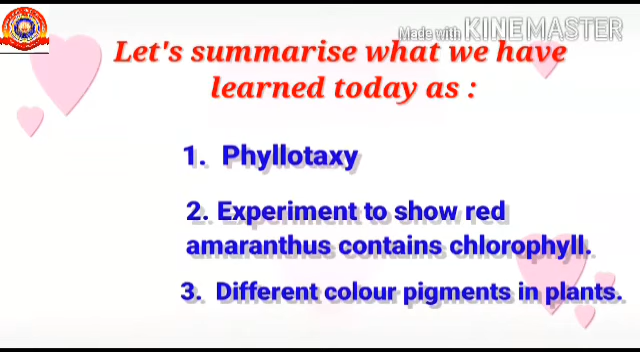 Made with KINEMASTER
Let's summarise what we have
learned today as :
1. Phyllotaxy
2. Experiment to show red
amaranthus contains chlorophyll.
3. Different colour pigments in plants.